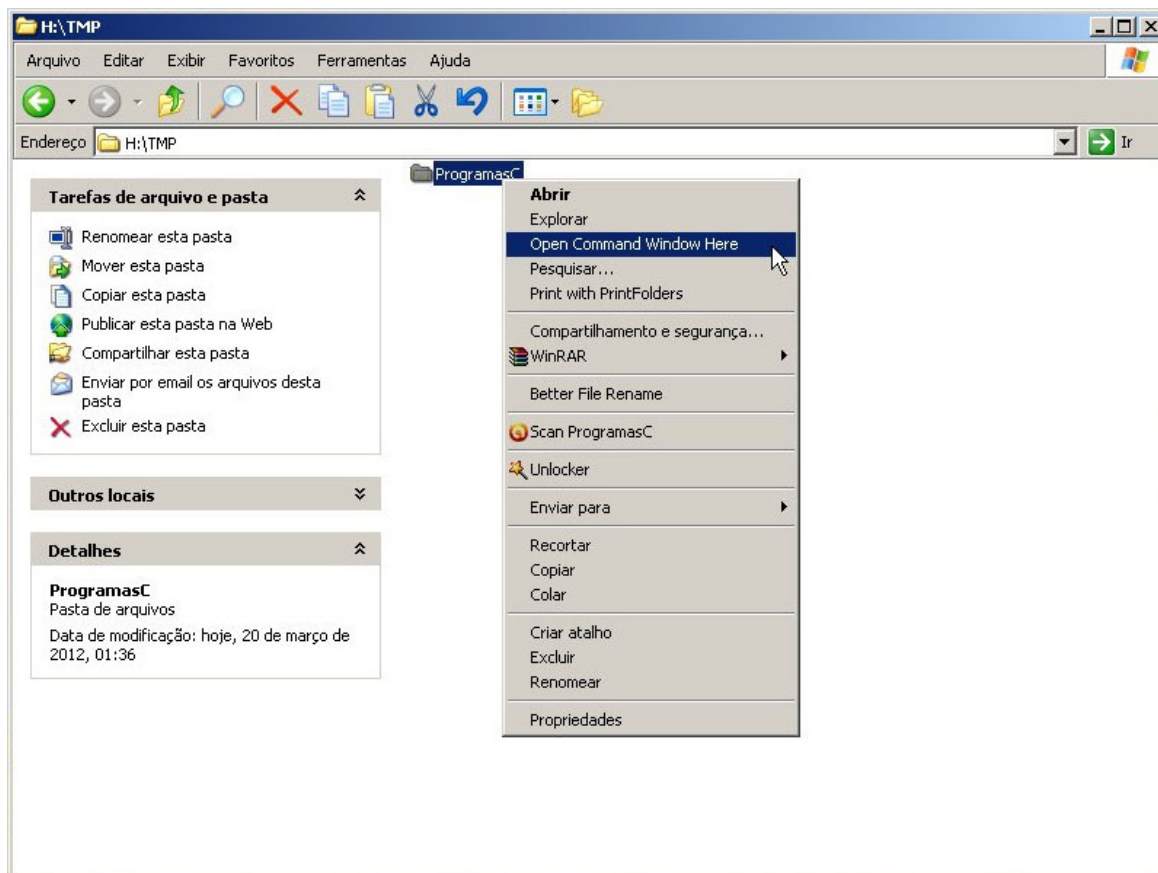 H:\TMP
Arquivo Editar Exibir Favoritos Ferramentas Ajuda
Endereço H:\TMP Ir
Tarefas de arquivo e pasta
Renomear esta pasta
Mover esta pasta
Copiar esta pasta
Publicar esta pasta na Web
Compartilhar esta pasta
Enviar por email os arquivos desta
pasta
Excluir esta pasta
Outros locais
Detalhes
ProgramasC
Pasta de arquivos
Data de modificação: hoje, 20 de março de
2012, 01:36
ProgramasC
Abrir
Explorar
Open Command Window Here
Pesquisar...
Print with PrintFolders
Compartilhamento e segurança...
WinRAR
Better File Rename
Scan ProgramasC
Unlocker
Enviar para
Recortar
Copiar
Colar
Criar atalho
Excluir
Renomear
Propriedades